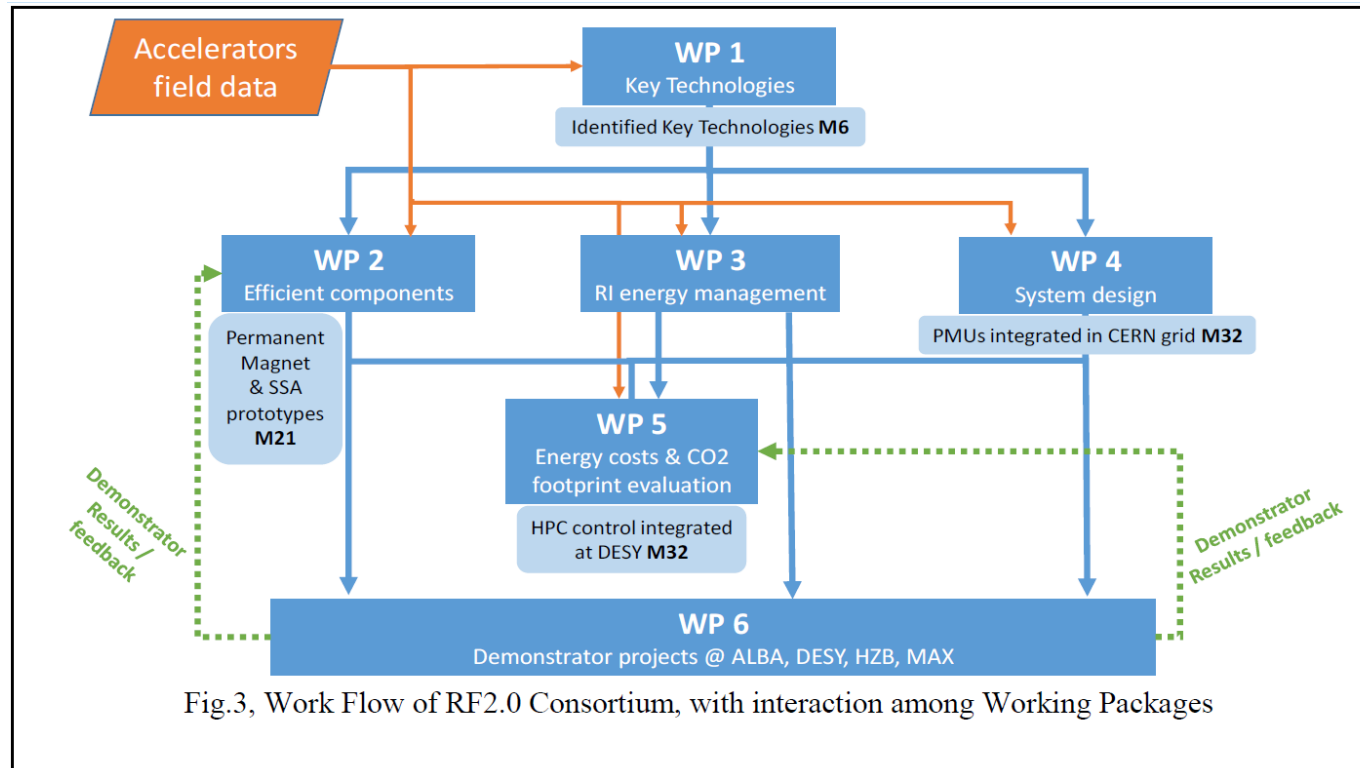 Accelerators
field data
WP 1
Key Technologies
Identified Key Technologies M6
WP 2
Efficient components
WP 3
RI energy management
WP 4
System design
Permanent
Magnet
& SSA
prototypes
M21
PMUs integrated in CERN grid M32
WP 5
Energy costs & CO2
footprint evaluation
HPC control integrated
at DESY M32
Demonstrator
Results /
feedback
Demonstrator
Results / feedback
WP 6
Demonstrator projects @ ALBA, DESY, HZB, MAX
Fig.3, Work Flow of RF2.0 Consortium, with interaction among Working Packages